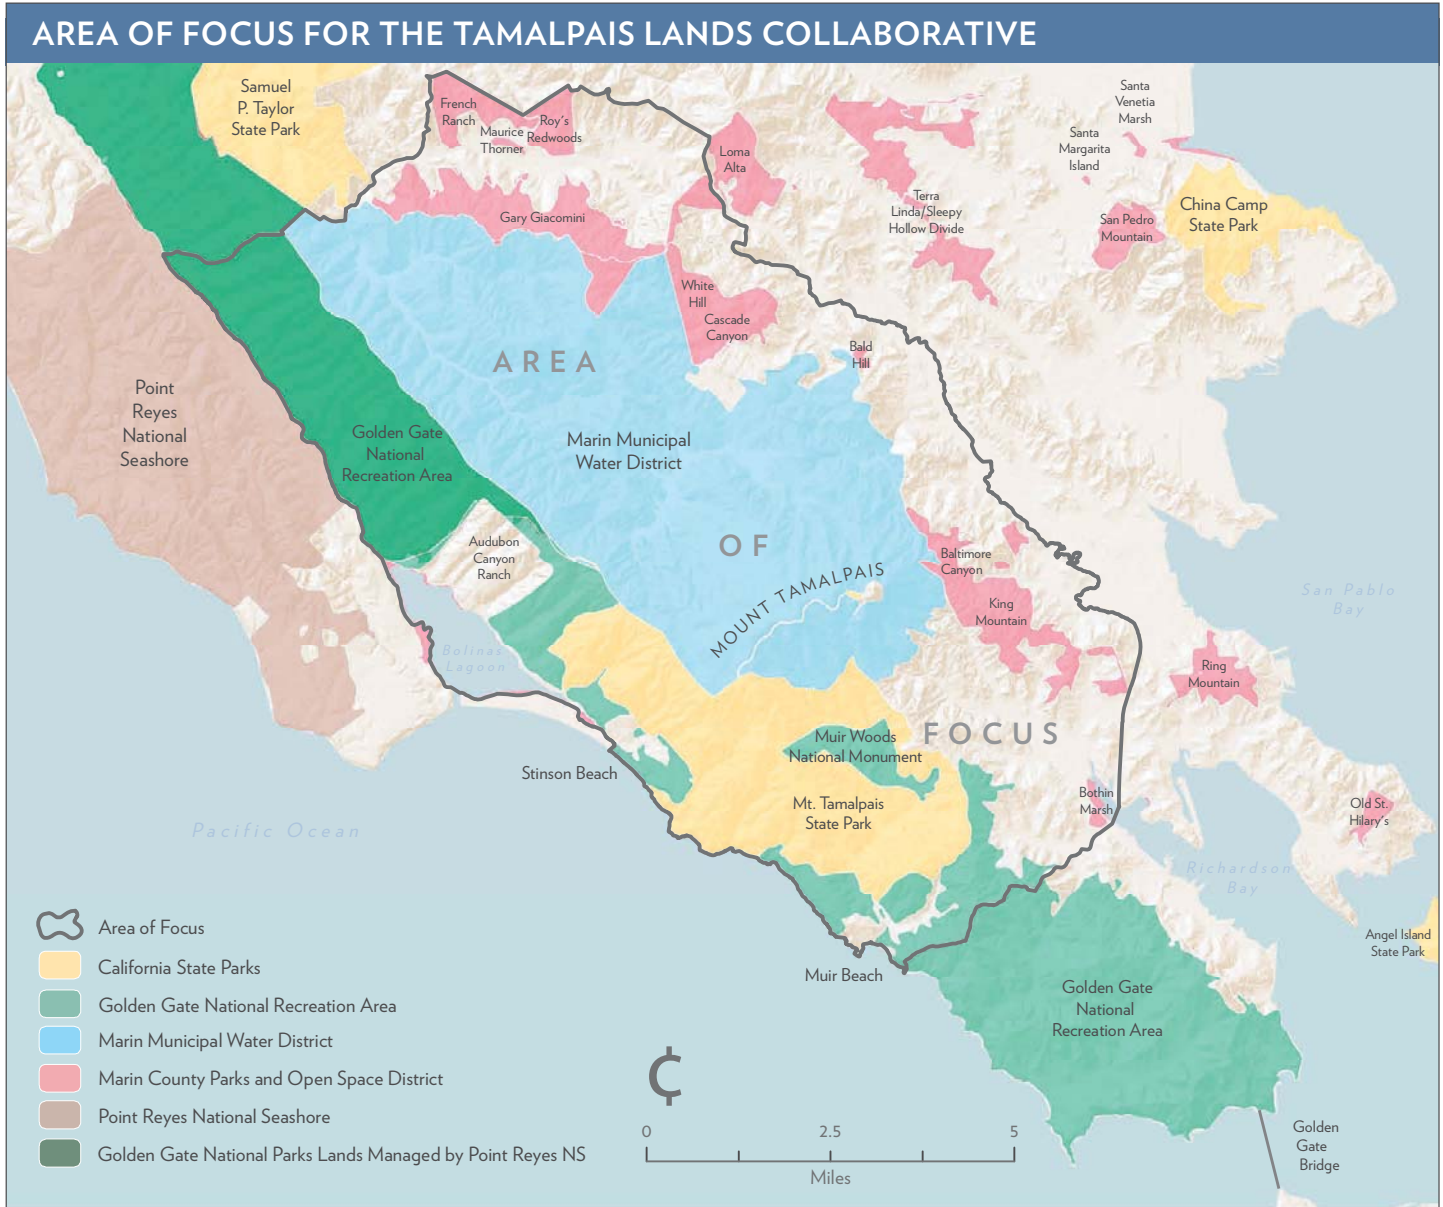 AREA OF FOCUS FOR THE TAMALPAIS LANDS COLLABORATIVE
Samuel
P. Taylor
State Park
French
Ranch
Maurice
Thorner
Roy's
Redwoods
Loma
Alta
Santa
Venetia
Marsh
Santa
Margarita
Island
Terra
Linda/Sleepy
Hollow Divide
San Pedro
Mountain
China Camp
State Park
Gary Giacomini
White
Hill
Cascade
Canyon
Bald
Hill
AREA
Point
Reyes
National
Seashore
Golden Gate
National
Recreation Area
Marin Municipal
Water District
Audubon
Canyon
Ranch
OF
MOUNT TAMALPAIS
Baltimore
Canyon
King
Mountain
San Pablo
Bay
Bolinas
Lagoon
Ring
Mountain
FOCUS
Muir Woods
National Monument
Stinson Beach
Mt. Tamalpais
State Park
Bothin
Marsh
Old St.
Hilary's
Pacific Ocean
Richardson
Bay
Angel Island
State Park
Muir Beach
Golden Gate
National
Recreation Area
Golden
Gate
Bridge
Area of Focus
California State Parks
Golden Gate National Recreation Area
Marin Municipal Water District
Marin County Parks and Open Space District
Point Reyes National Seashore
Golden Gate National Parks Lands Managed by Point Reyes NS
¢
0 2.5 5
Miles